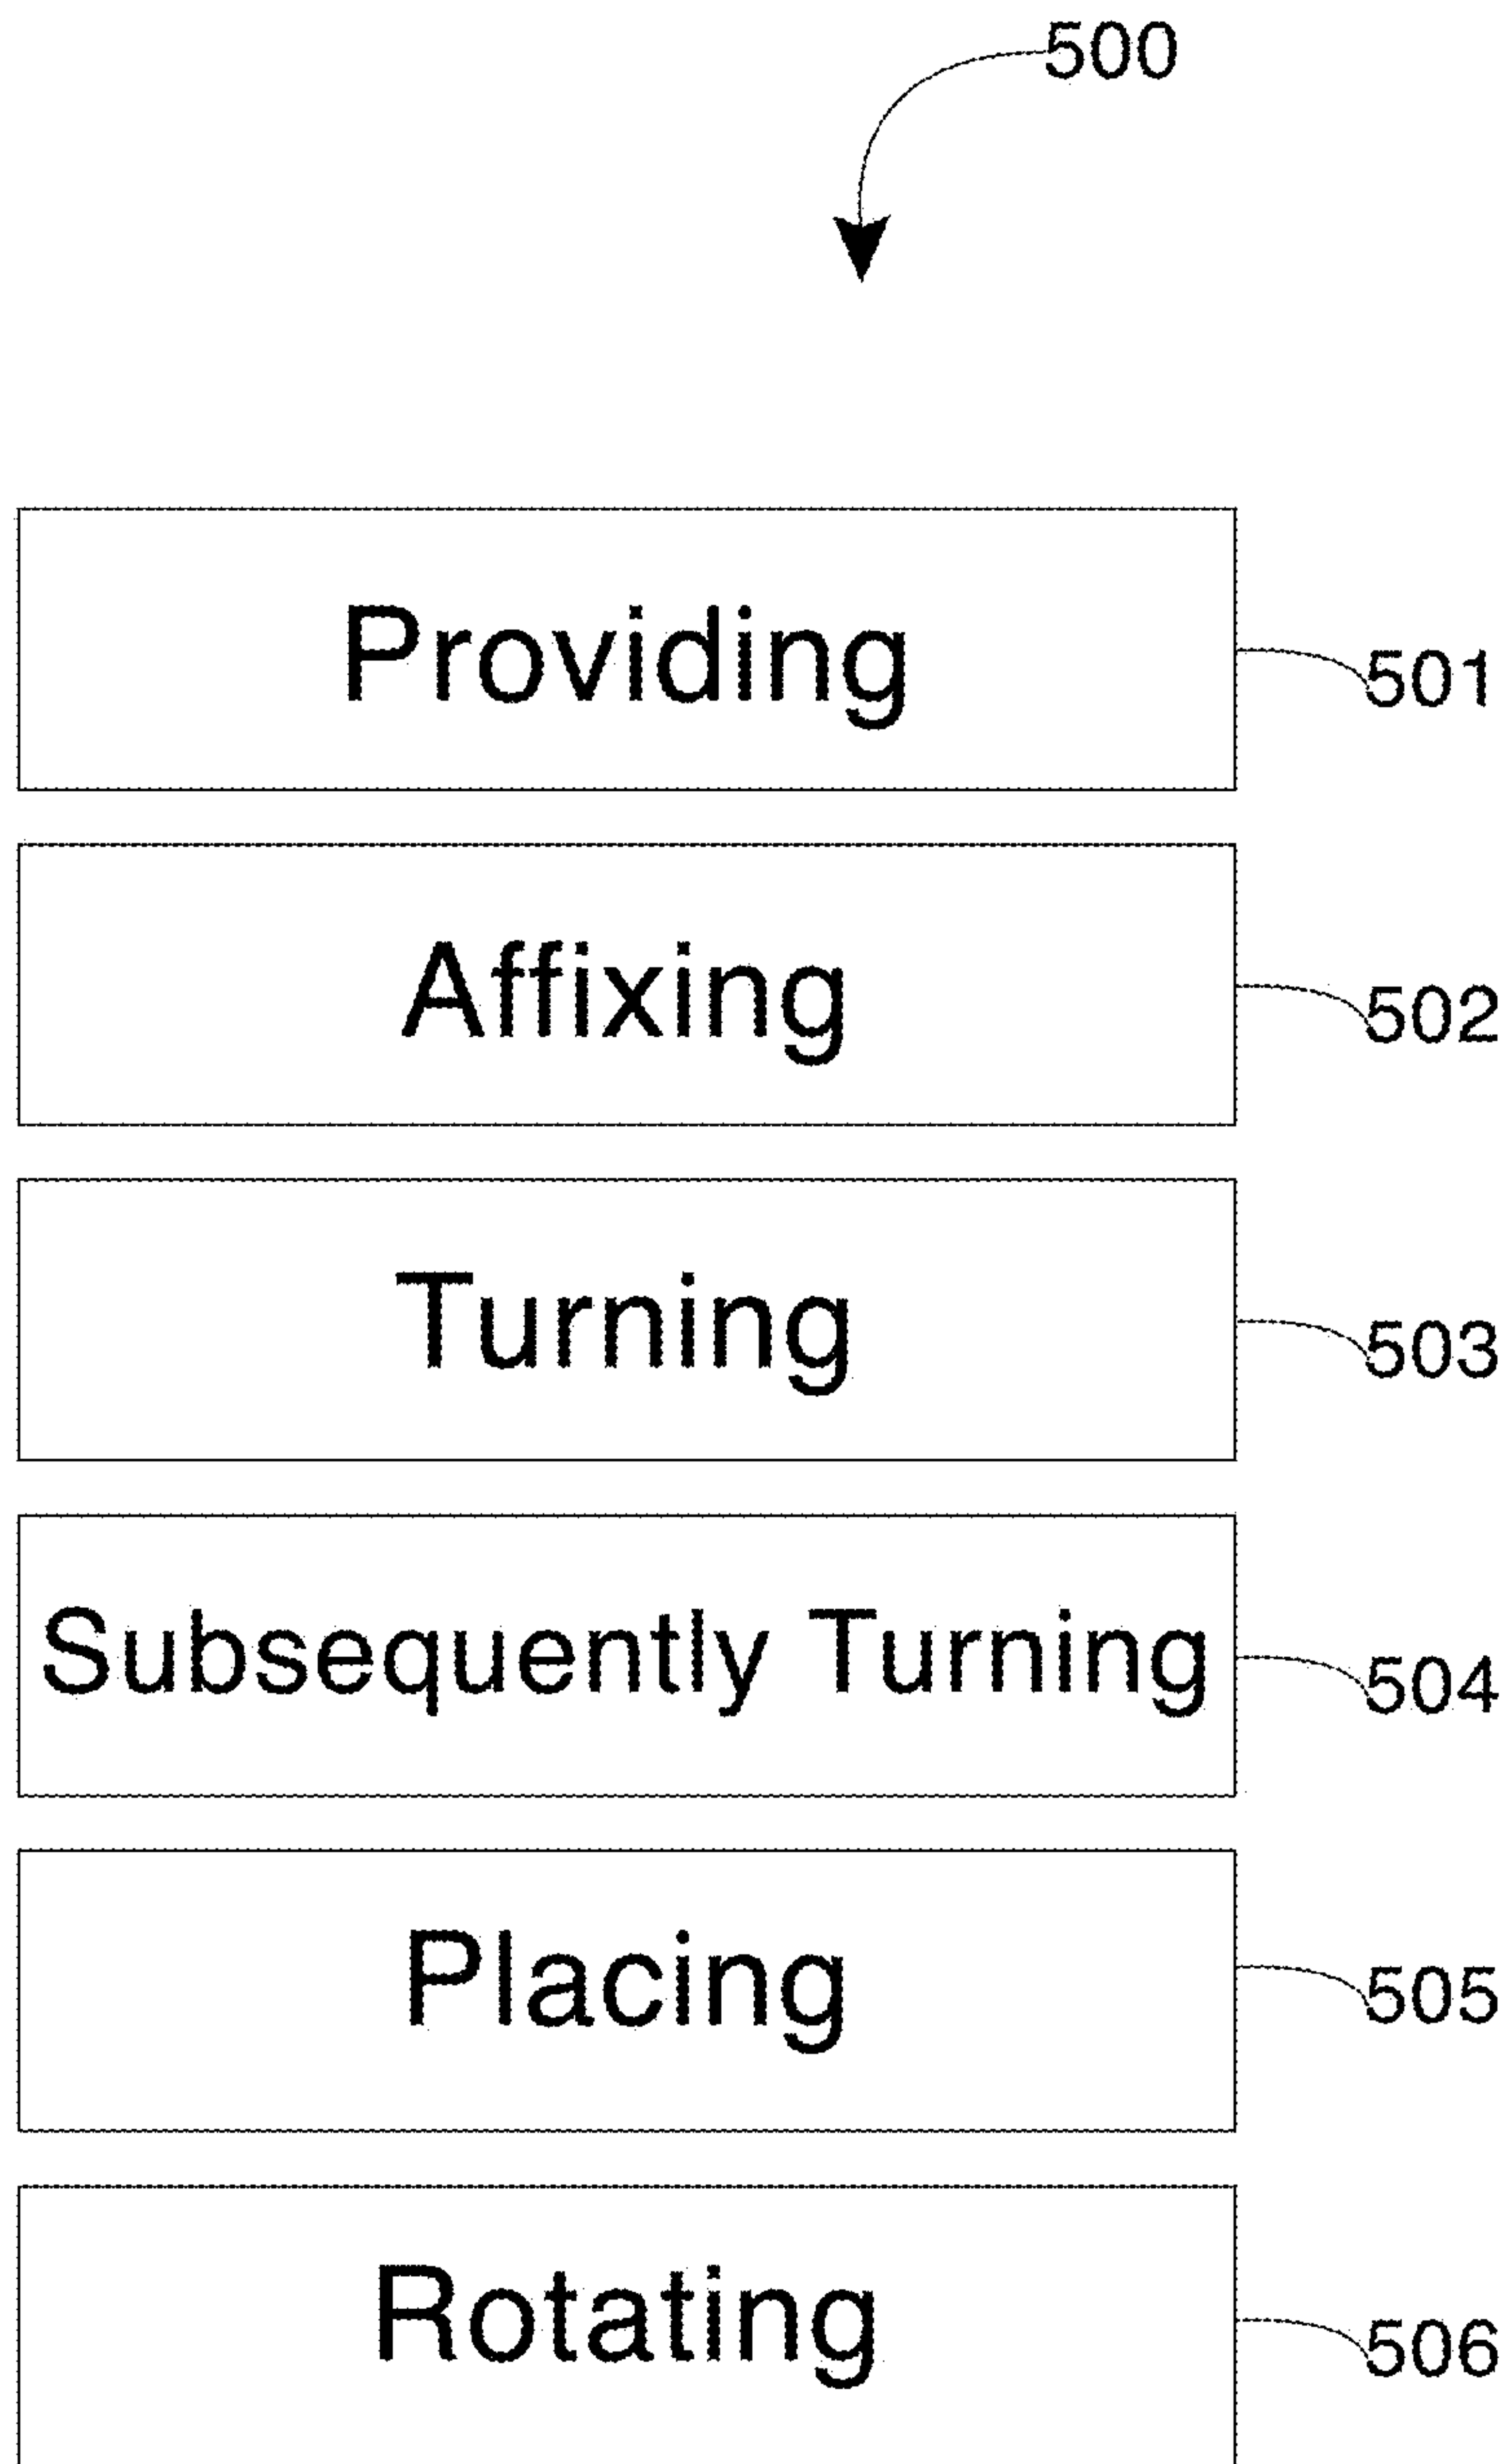 500
Providing
501
Affixing
502
Turning
503
Subsequently Turning
504
Placing
505
Rotating
506